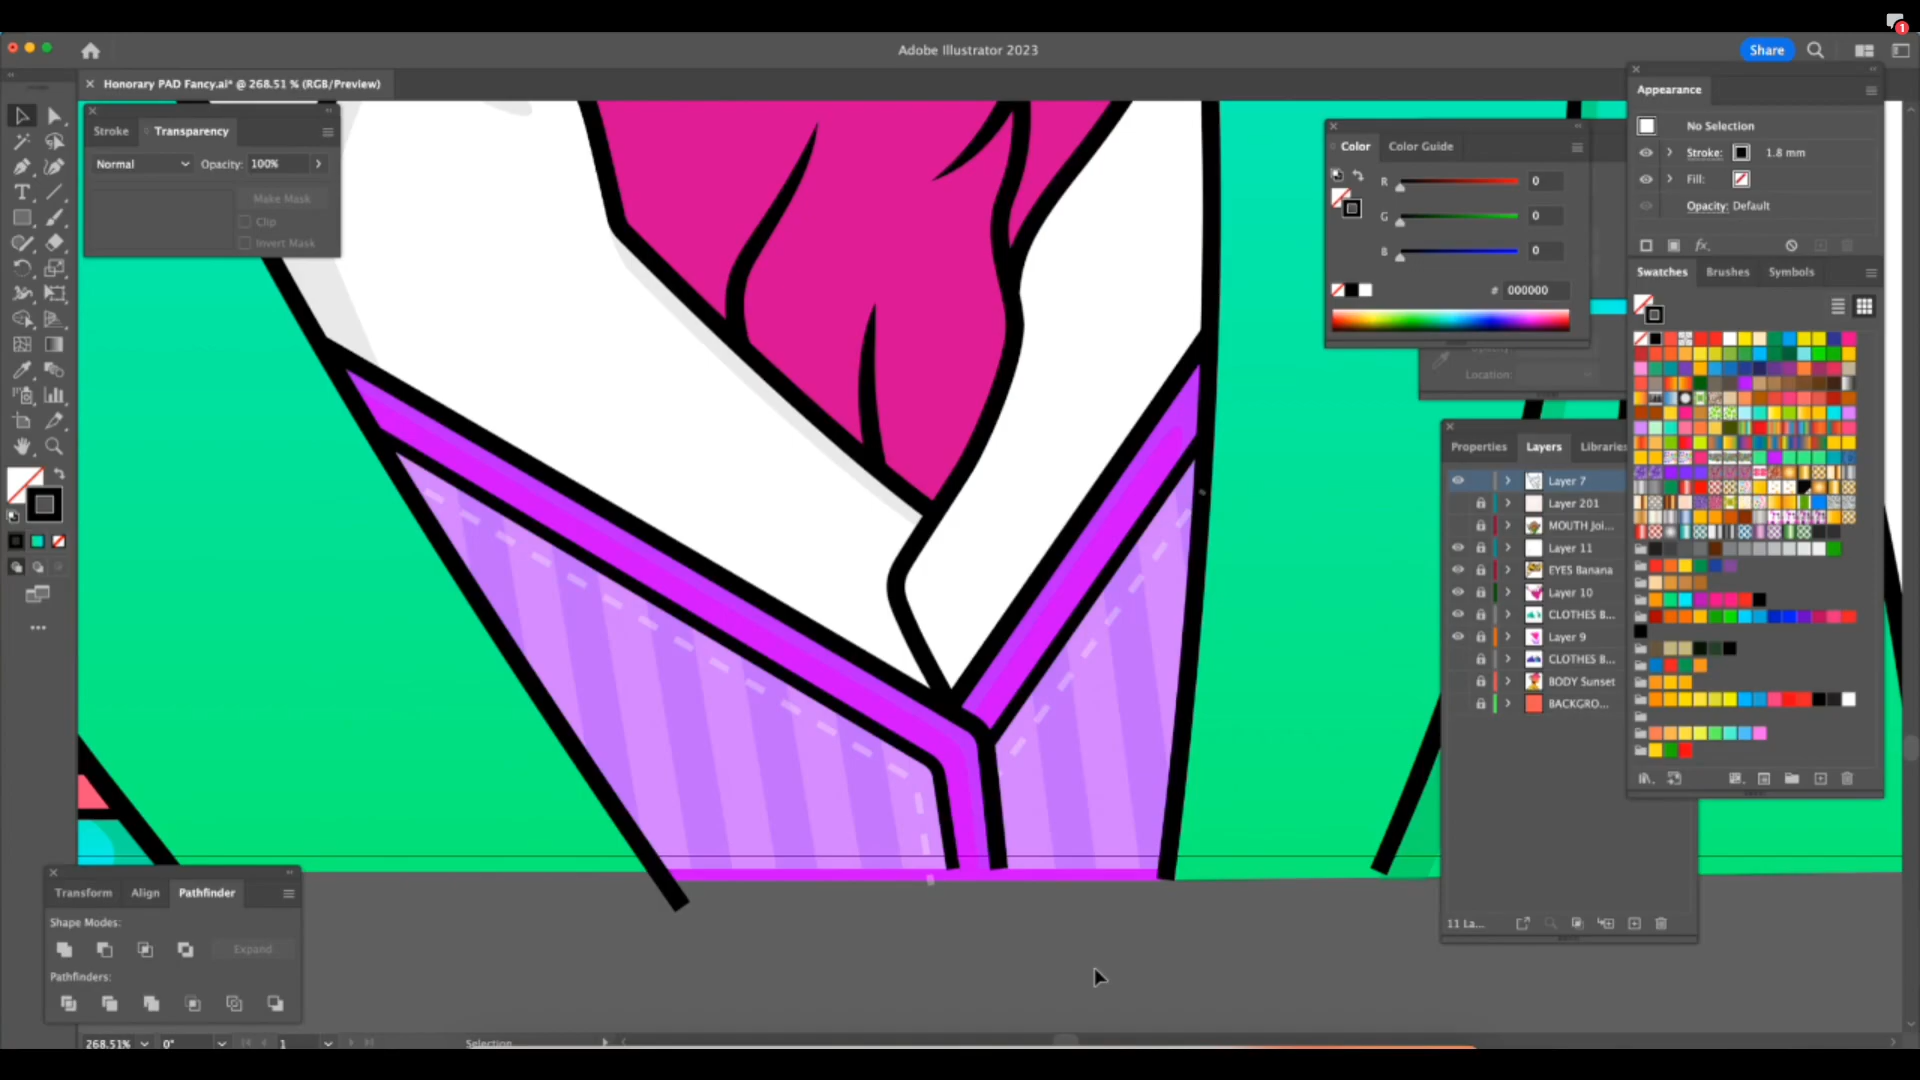 1
Adobe Illustrator 2023
Share
Honorary PAD Fancy.ai* @ 268.51 % (RGB/Preview)
Stroke
Transparency
Normal
Opacity: 100%
Make Mask
Clip
Invert Mask
Color
Color Guide
R
0
G
0
B
0
# 000000
Location:
Appearance
No Selection
Stroke: 1.8 mm
Fill:
Opacity: Default
fx
Swatches
Brushes
Symbols
Properties
Layers
Libraries
Layer 7
Layer 201
MOUTH Joi...
Layer 11
EYES Banana
Layer 10
CLOTHES B...
Layer 9
CLOTHES B...
BODY Sunset
BACKGRO...
11 La...
Transform
Align
Pathfinder
Shape Modes:
Expand
Pathfinders:
268.51%
0°
1
Selection